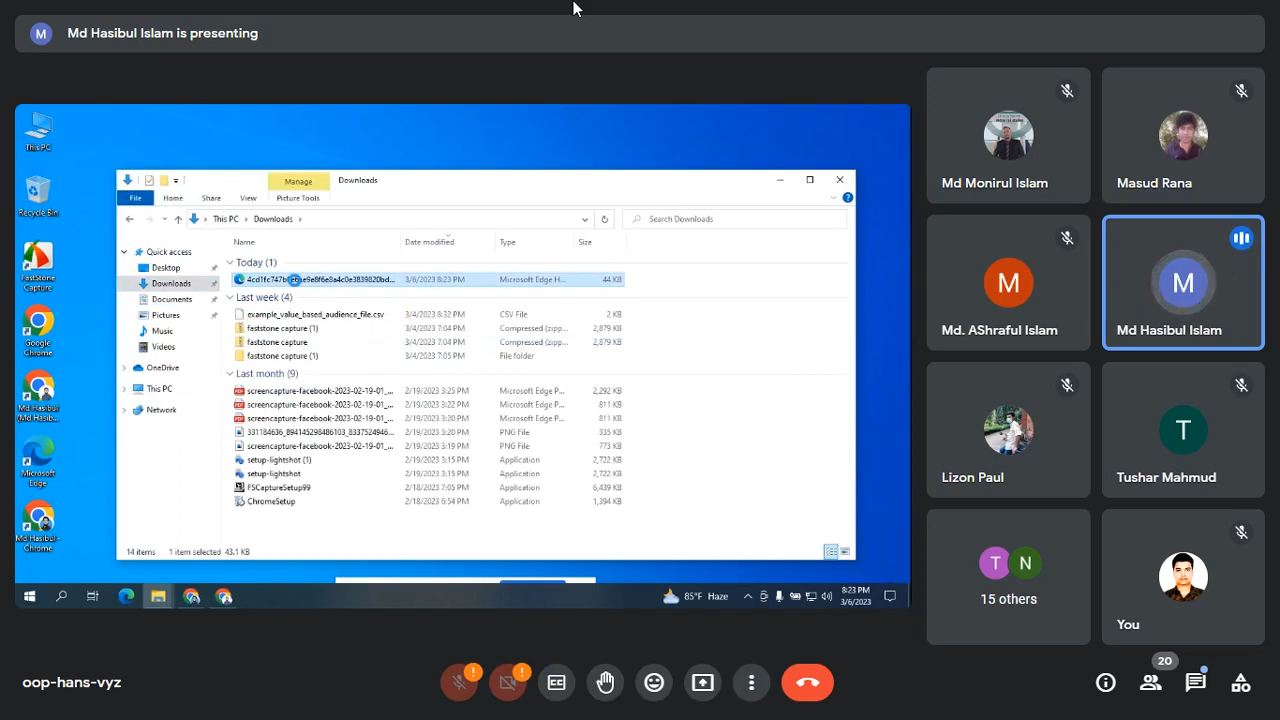 M Md Hasibul Islam is presenting
This PC
Recycle Bin
FastStone
Capture
Google
Chrome
Md Hasibul
(Md Hasib...
Microsoft
Edge
Md Hasibul -
Chrome
Manage Downloads
File Home Share View Picture Tools
This PC Downloads Search Downloads
Quick access
Desktop
Downloads
Documents
Pictures
Music
Videos
OneDrive
This PC
Network
Name Date modified Type Size
Today (1)
3/6/2023 8:23 PM Microsoft Edge H... 44 KB
Last week (4)
example_value_based_audience_file.csv 3/4/2023 8:32 PM CSV File 2 KB
faststone capture (1) 3/4/2023 7:04 PM Compressed (zipp... 2,879 KB
faststone capture 3/4/2023 7:04 PM Compressed (zipp... 2,879 KB
faststone capture (1) 3/4/2023 7:05 PM File folder
Last month (9)
screencapture-facebook-2023-02-19-01_... 2/19/2023 3:25 PM Microsoft Edge P... 2,292 KB
screencapture-facebook-2023-02-19-01_... 2/19/2023 3:22 PM Microsoft Edge P... 811 KB
screencapture-facebook-2023-02-19-01_... 2/19/2023 3:20 PM Microsoft Edge P... 811 KB
331184636_894145298486103_8337524946... 2/19/2023 3:20 PM PNG File 335 KB
screencapture-facebook-2023-02-19-01_... 2/19/2023 3:19 PM PNG File 773 KB
setup-lightshot (1) 2/19/2023 3:15 PM Application 2,722 KB
setup-lightshot 2/19/2023 3:15 PM Application 2,722 KB
FSCaptureSetup99 2/18/2023 7:05 PM Application 6,439 KB
ChromeSetup 2/18/2023 6:54 PM Application 1,394 KB
14 items 1 item selected 43.1 KB
85°F Haze
8:23 PM
3/6/2023
Md Monirul Islam
Masud Rana
M
Md. AShraful Islam
M
Md Hasibul Islam
Lizon Paul
T
Tushar Mahmud
T N
15 others
You
oop-hans-vyz
20